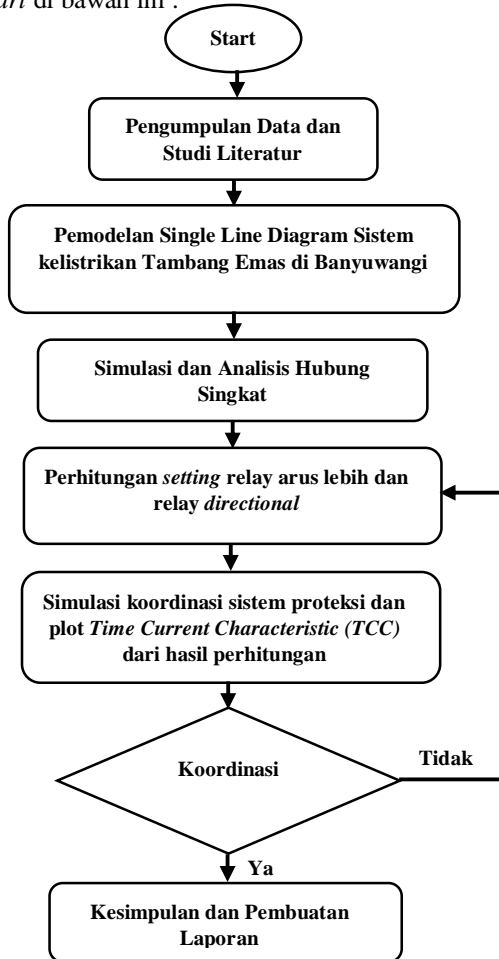 art di bawah ini :
Start
Pengumpulan Data dan
Studi Literatur
Pemodelan Single Line Diagram Sistem
kelistrikan Tambang Emas di Banyuwangi
Simulasi dan Analisis Hubung
Singkat
Perhitungan setting relay arus lebih dan
relay directional
Simulasi koordinasi sistem proteksi dan
plot Time Current Characteristic (TCC)
dari hasil perhitungan
Koordinasi
Tidak
Ya
Kesimpulan dan Pembuatan
Laporan